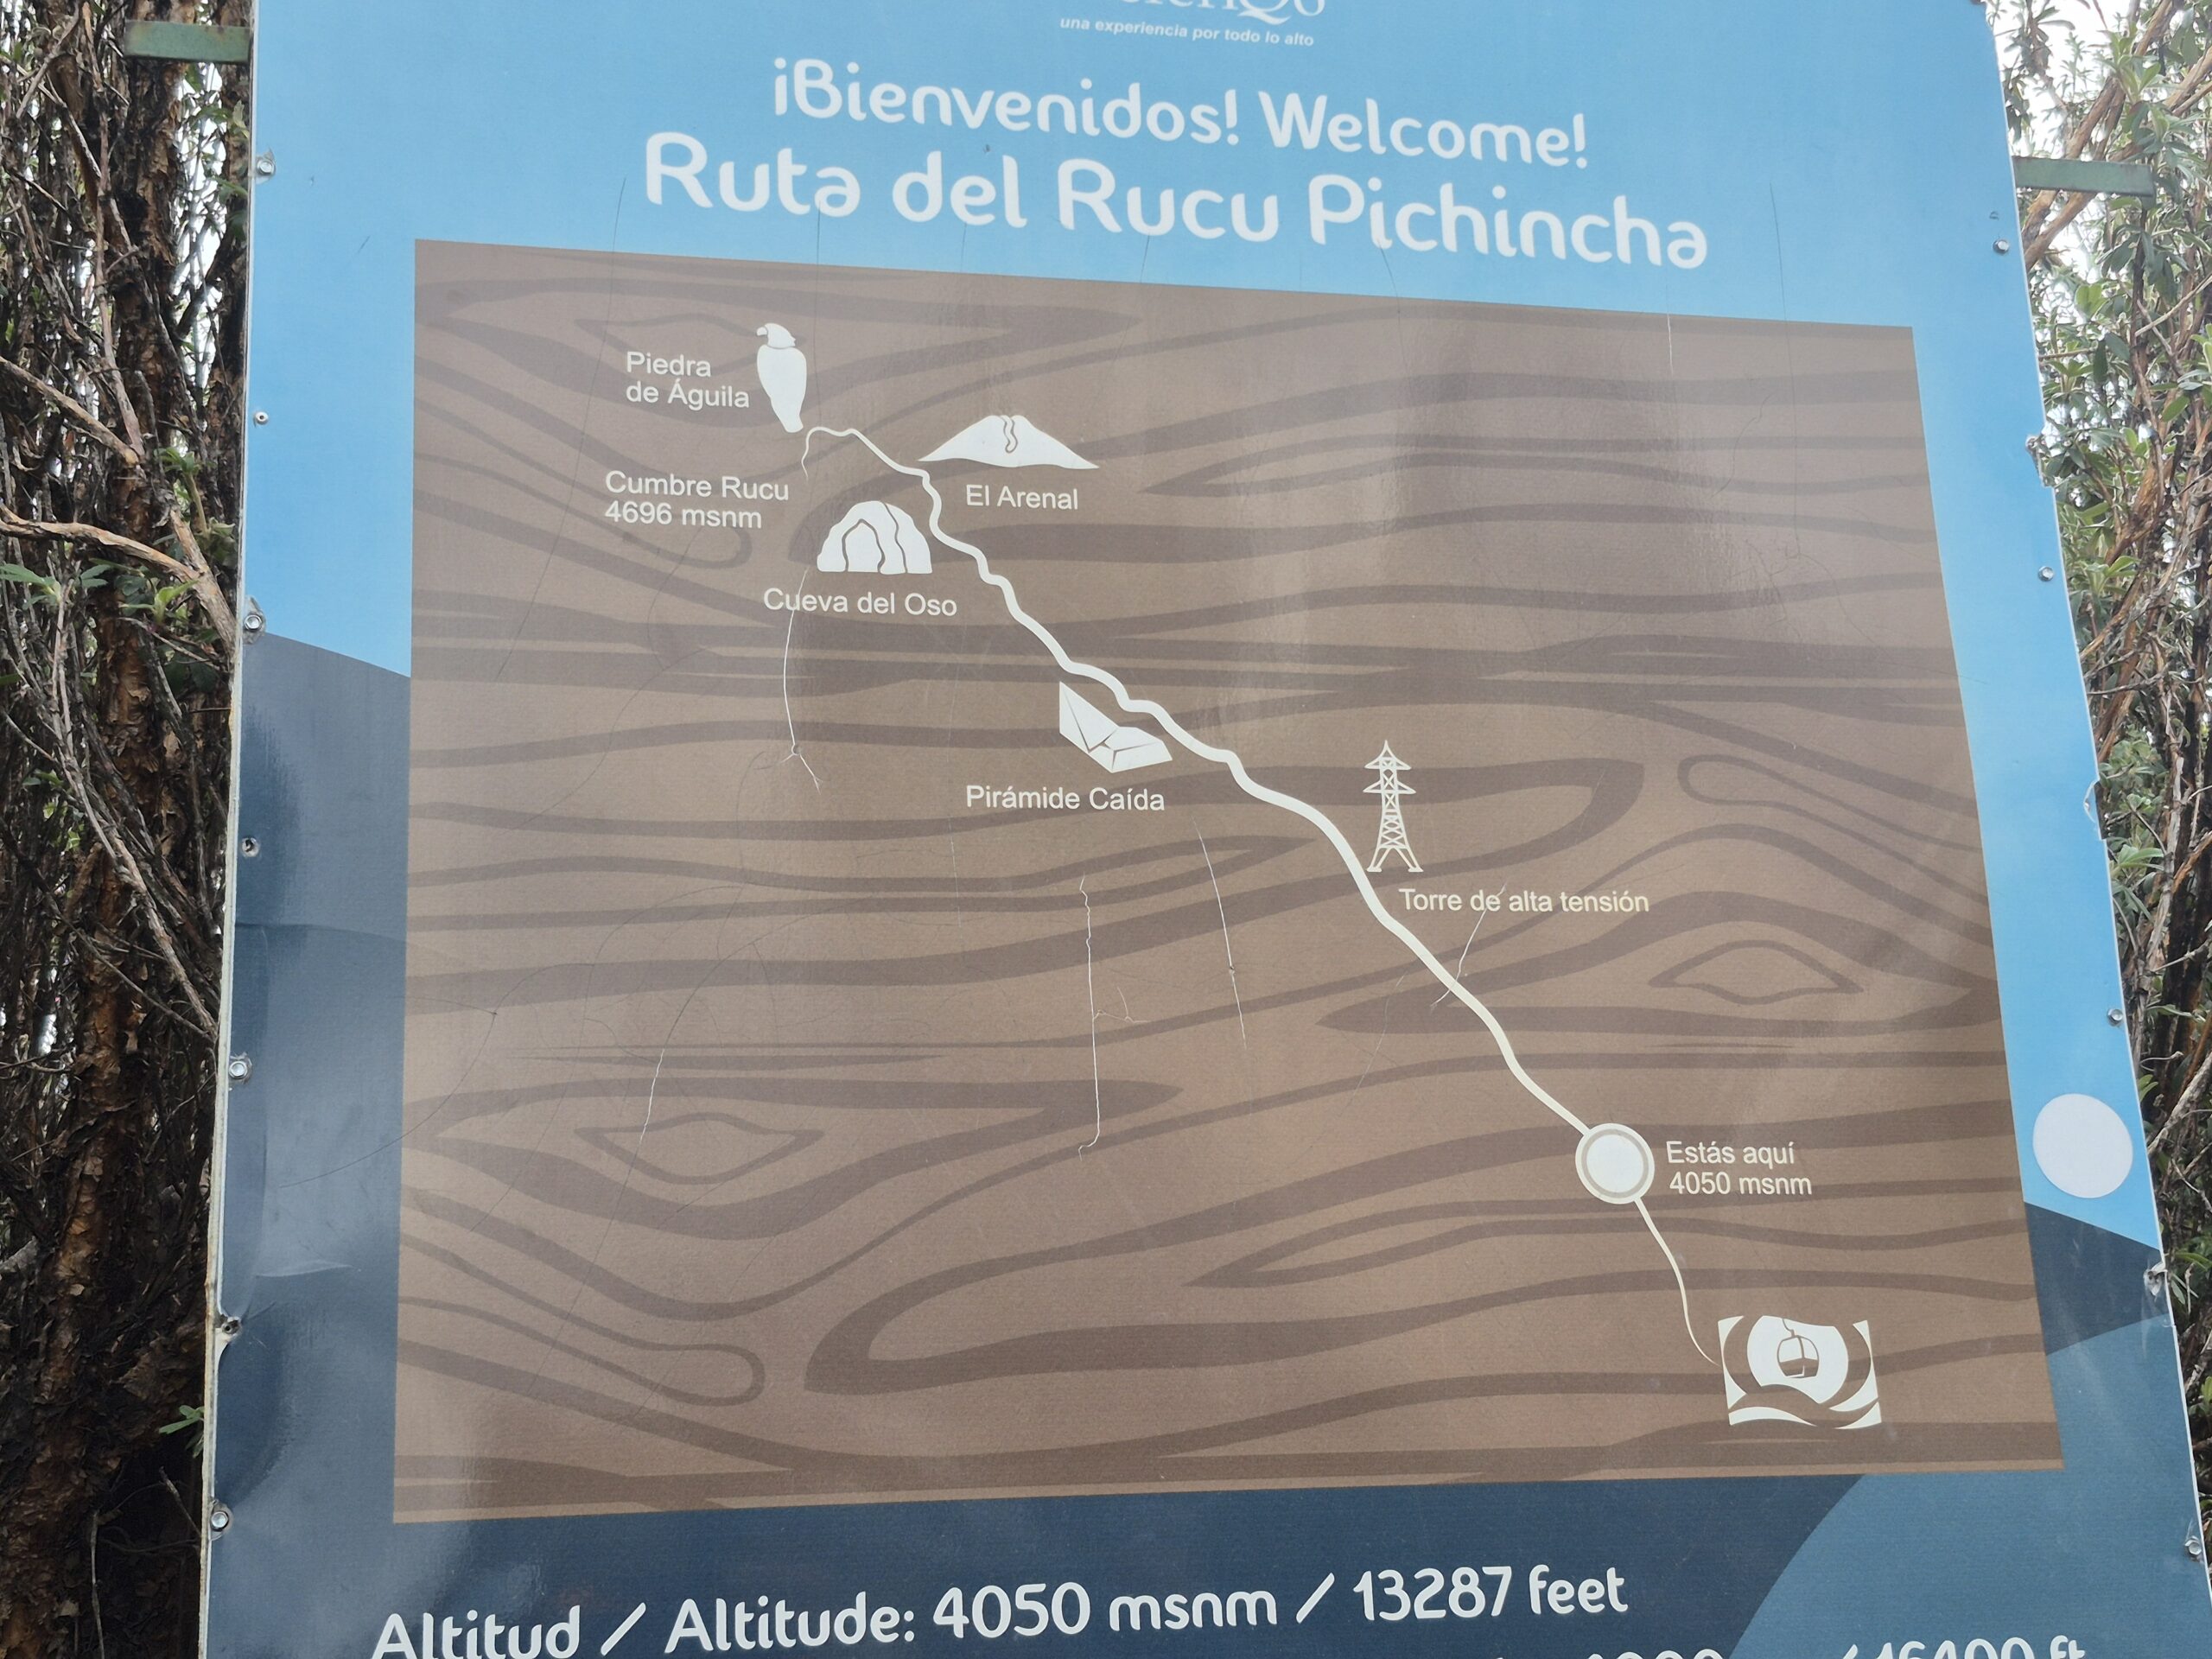 una experiencia por todo lo alto
¡Bienvenidos! Welcome!
Ruta del Rucu Pichincha
Piedra
de Águila
Cumbre Rucu
4696 msnm
El Arenal
Cueva del Oso
Pirámide Caída
Torre de alta tensión
Estás aquí
4050 msnm
Altitud / Altitude: 4050 msnm / 13287 feet
/ 16400 ft